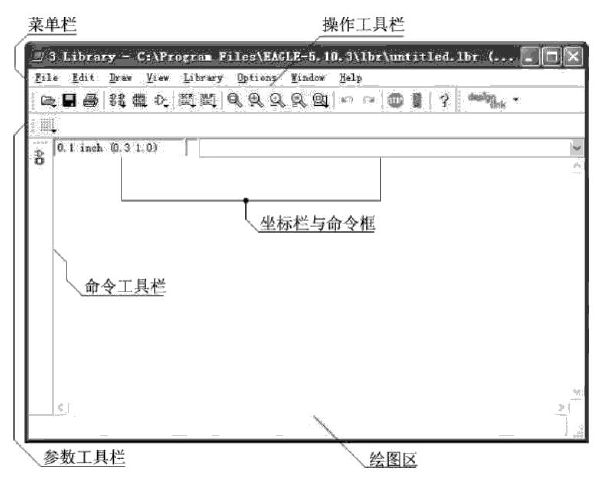 菜单栏
操作工具栏
3 Library - C:\Program Files\EAGLE-5.10.3\lbr\untitled.lbr (...
File Edit Draw View Library Options Window Help
STOP
?
design link
0.1 inch (0.3 1.0)
坐标栏与命令框
命令工具栏
参数工具栏
绘图区